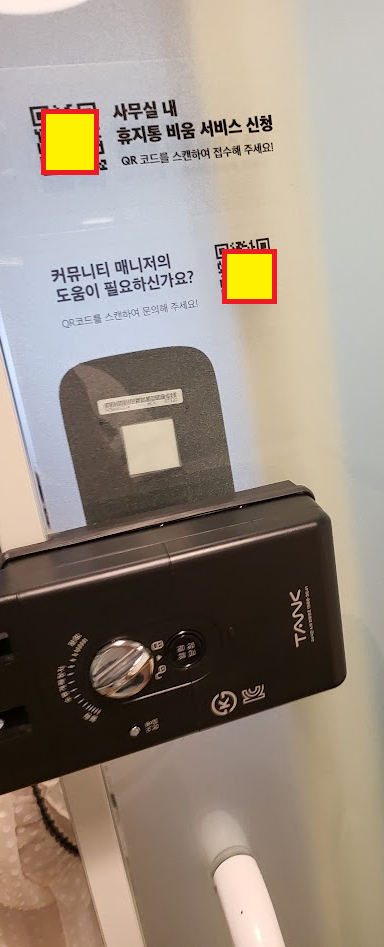 사무실 내
휴지통 비움 서비스 신청
QR 코드를 스캔하여 접수해 주세요!
커뮤니티 매니저의
도움이 필요하신가요?
QR코드를 스캔하여 문의해 주세요!
TANK